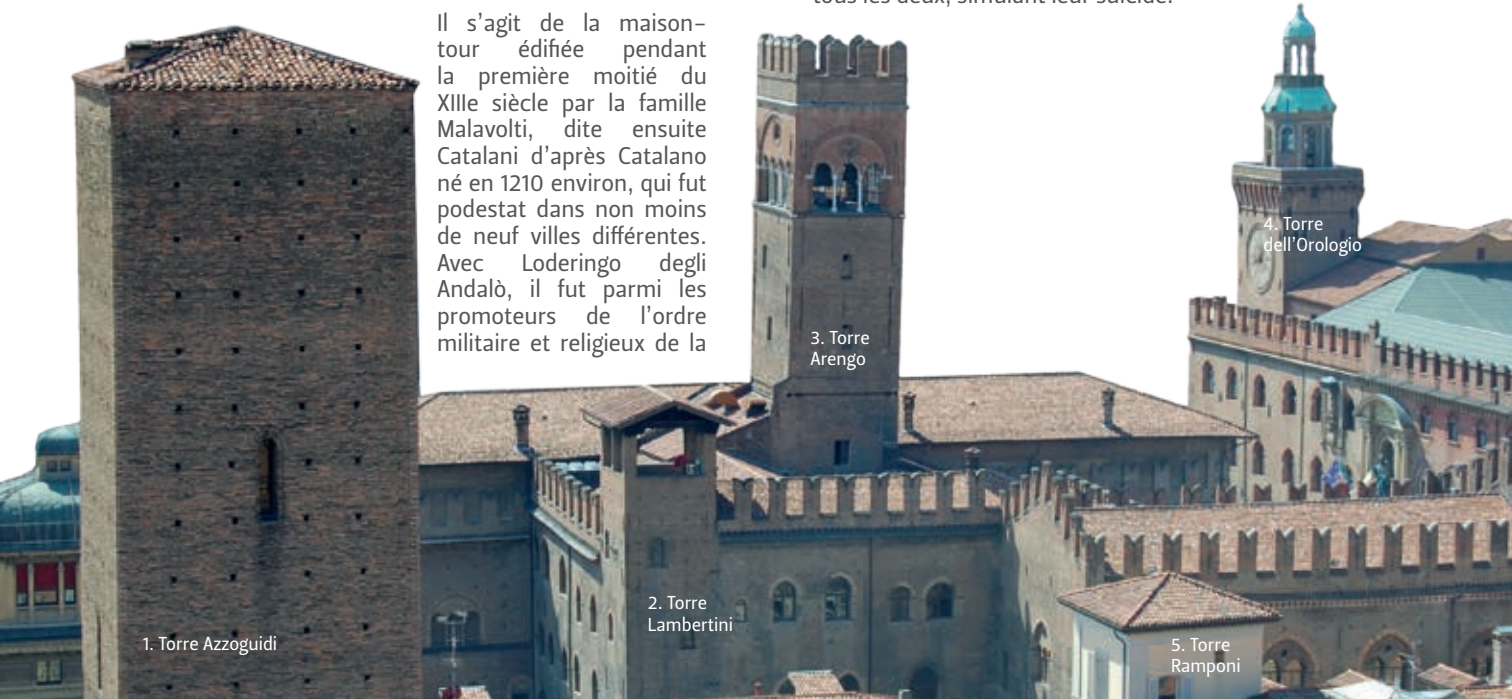 tous les deux, simulant leur suicide.
Il s’agit de la maison-
tour édifiée pendant
la première moitié du
XIIIe siècle par la famille
Malavolti, dite ensuite
Catalani d’après Catalano
né en 1210 environ, qui fut
podestat dans non moins
de neuf villes différentes.
Avec Loderingo degli
Andalò, il fut parmi les
promoteurs de l’ordre
militaire et religieux de la
1. Torre Azzoguidi
2. Torre
Lambertini
3. Torre
Arengo
4. Torre
dell’Orologio
5. Torre
Ramponi